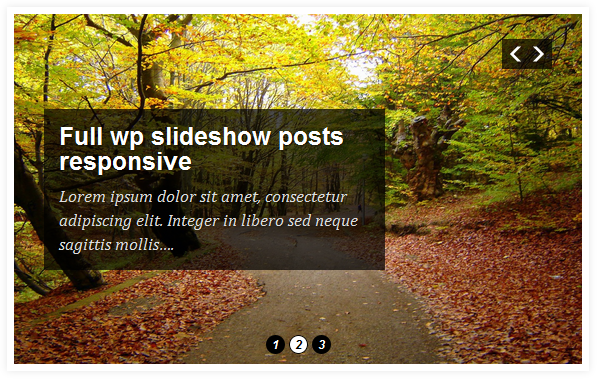 Full wp slideshow posts
responsive
Lorem ipsum dolor sit amet, consectetur
adipiscing elit. Integer in libero sed neque
sagittis mollis....
1 2 3